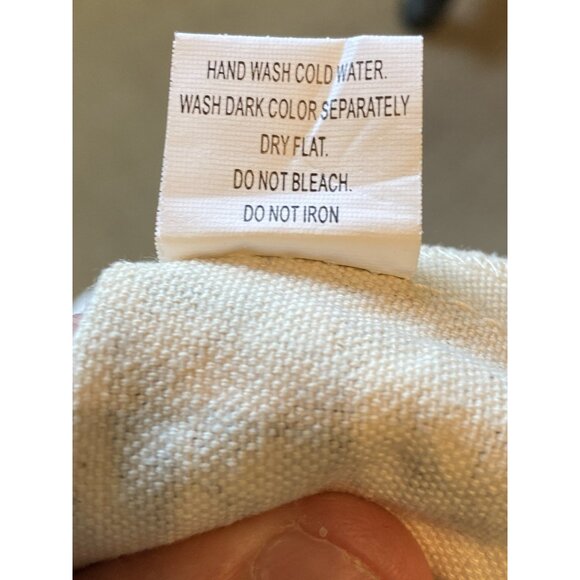 HAND WASH COLD WATER.
WASH DARK COLOR SEPARATELY
DRY FLAT.
DO NOT BLEACH.
DO NOT IRON